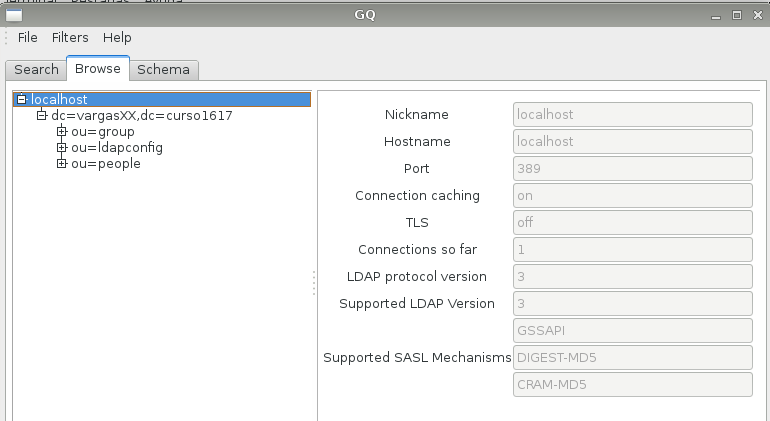 GQ
File Filters Help
Search Browse Schema
localhost
dc=vargasXX,dc=curso1617
ou=group
ou=ldapconfig
ou=people
Nickname localhost
Hostname localhost
Port 389
Connection caching on
TLS off
Connections so far 1
LDAP protocol version 3
Supported LDAP Version 3
GSSAPI
Supported SASL Mechanisms DIGEST-MD5
CRAM-MD5